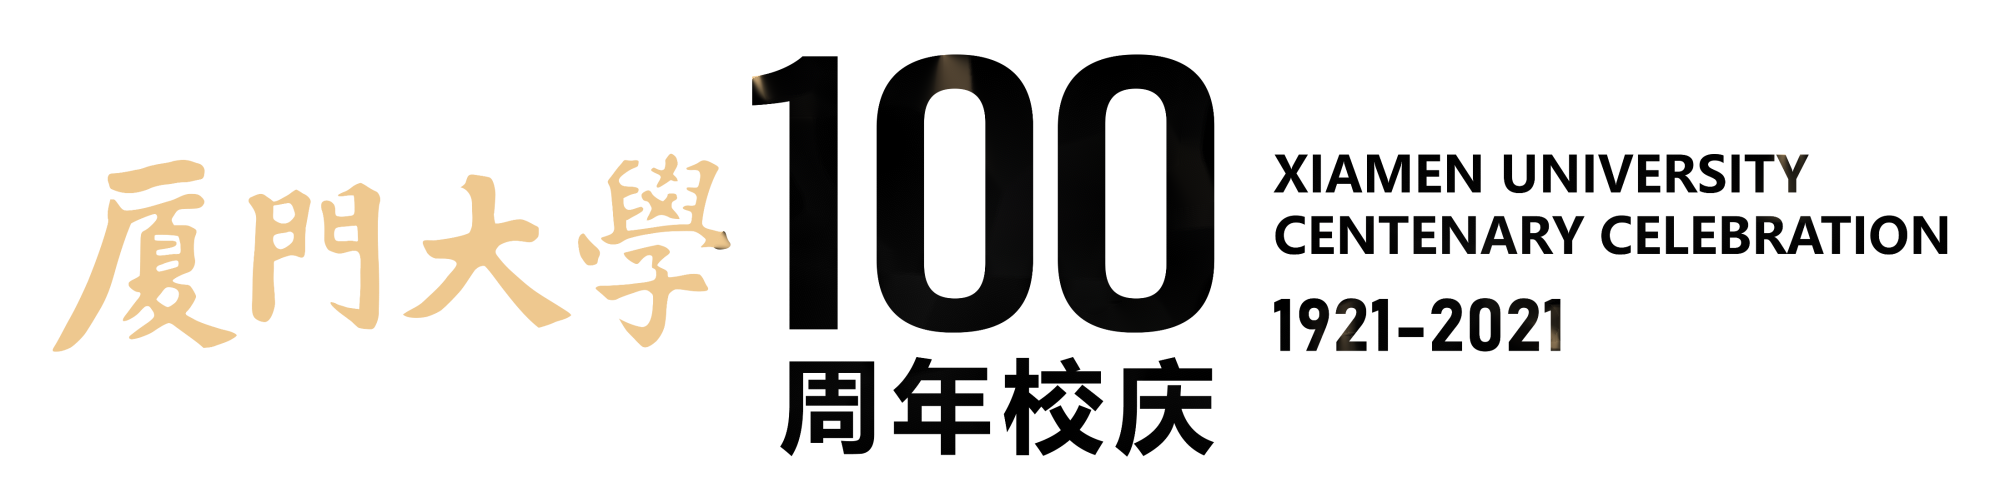 厦門大學
100
周年校庆
XIAMEN UNIVERSITY
CENTENARY CELEBRATION
1921-2021